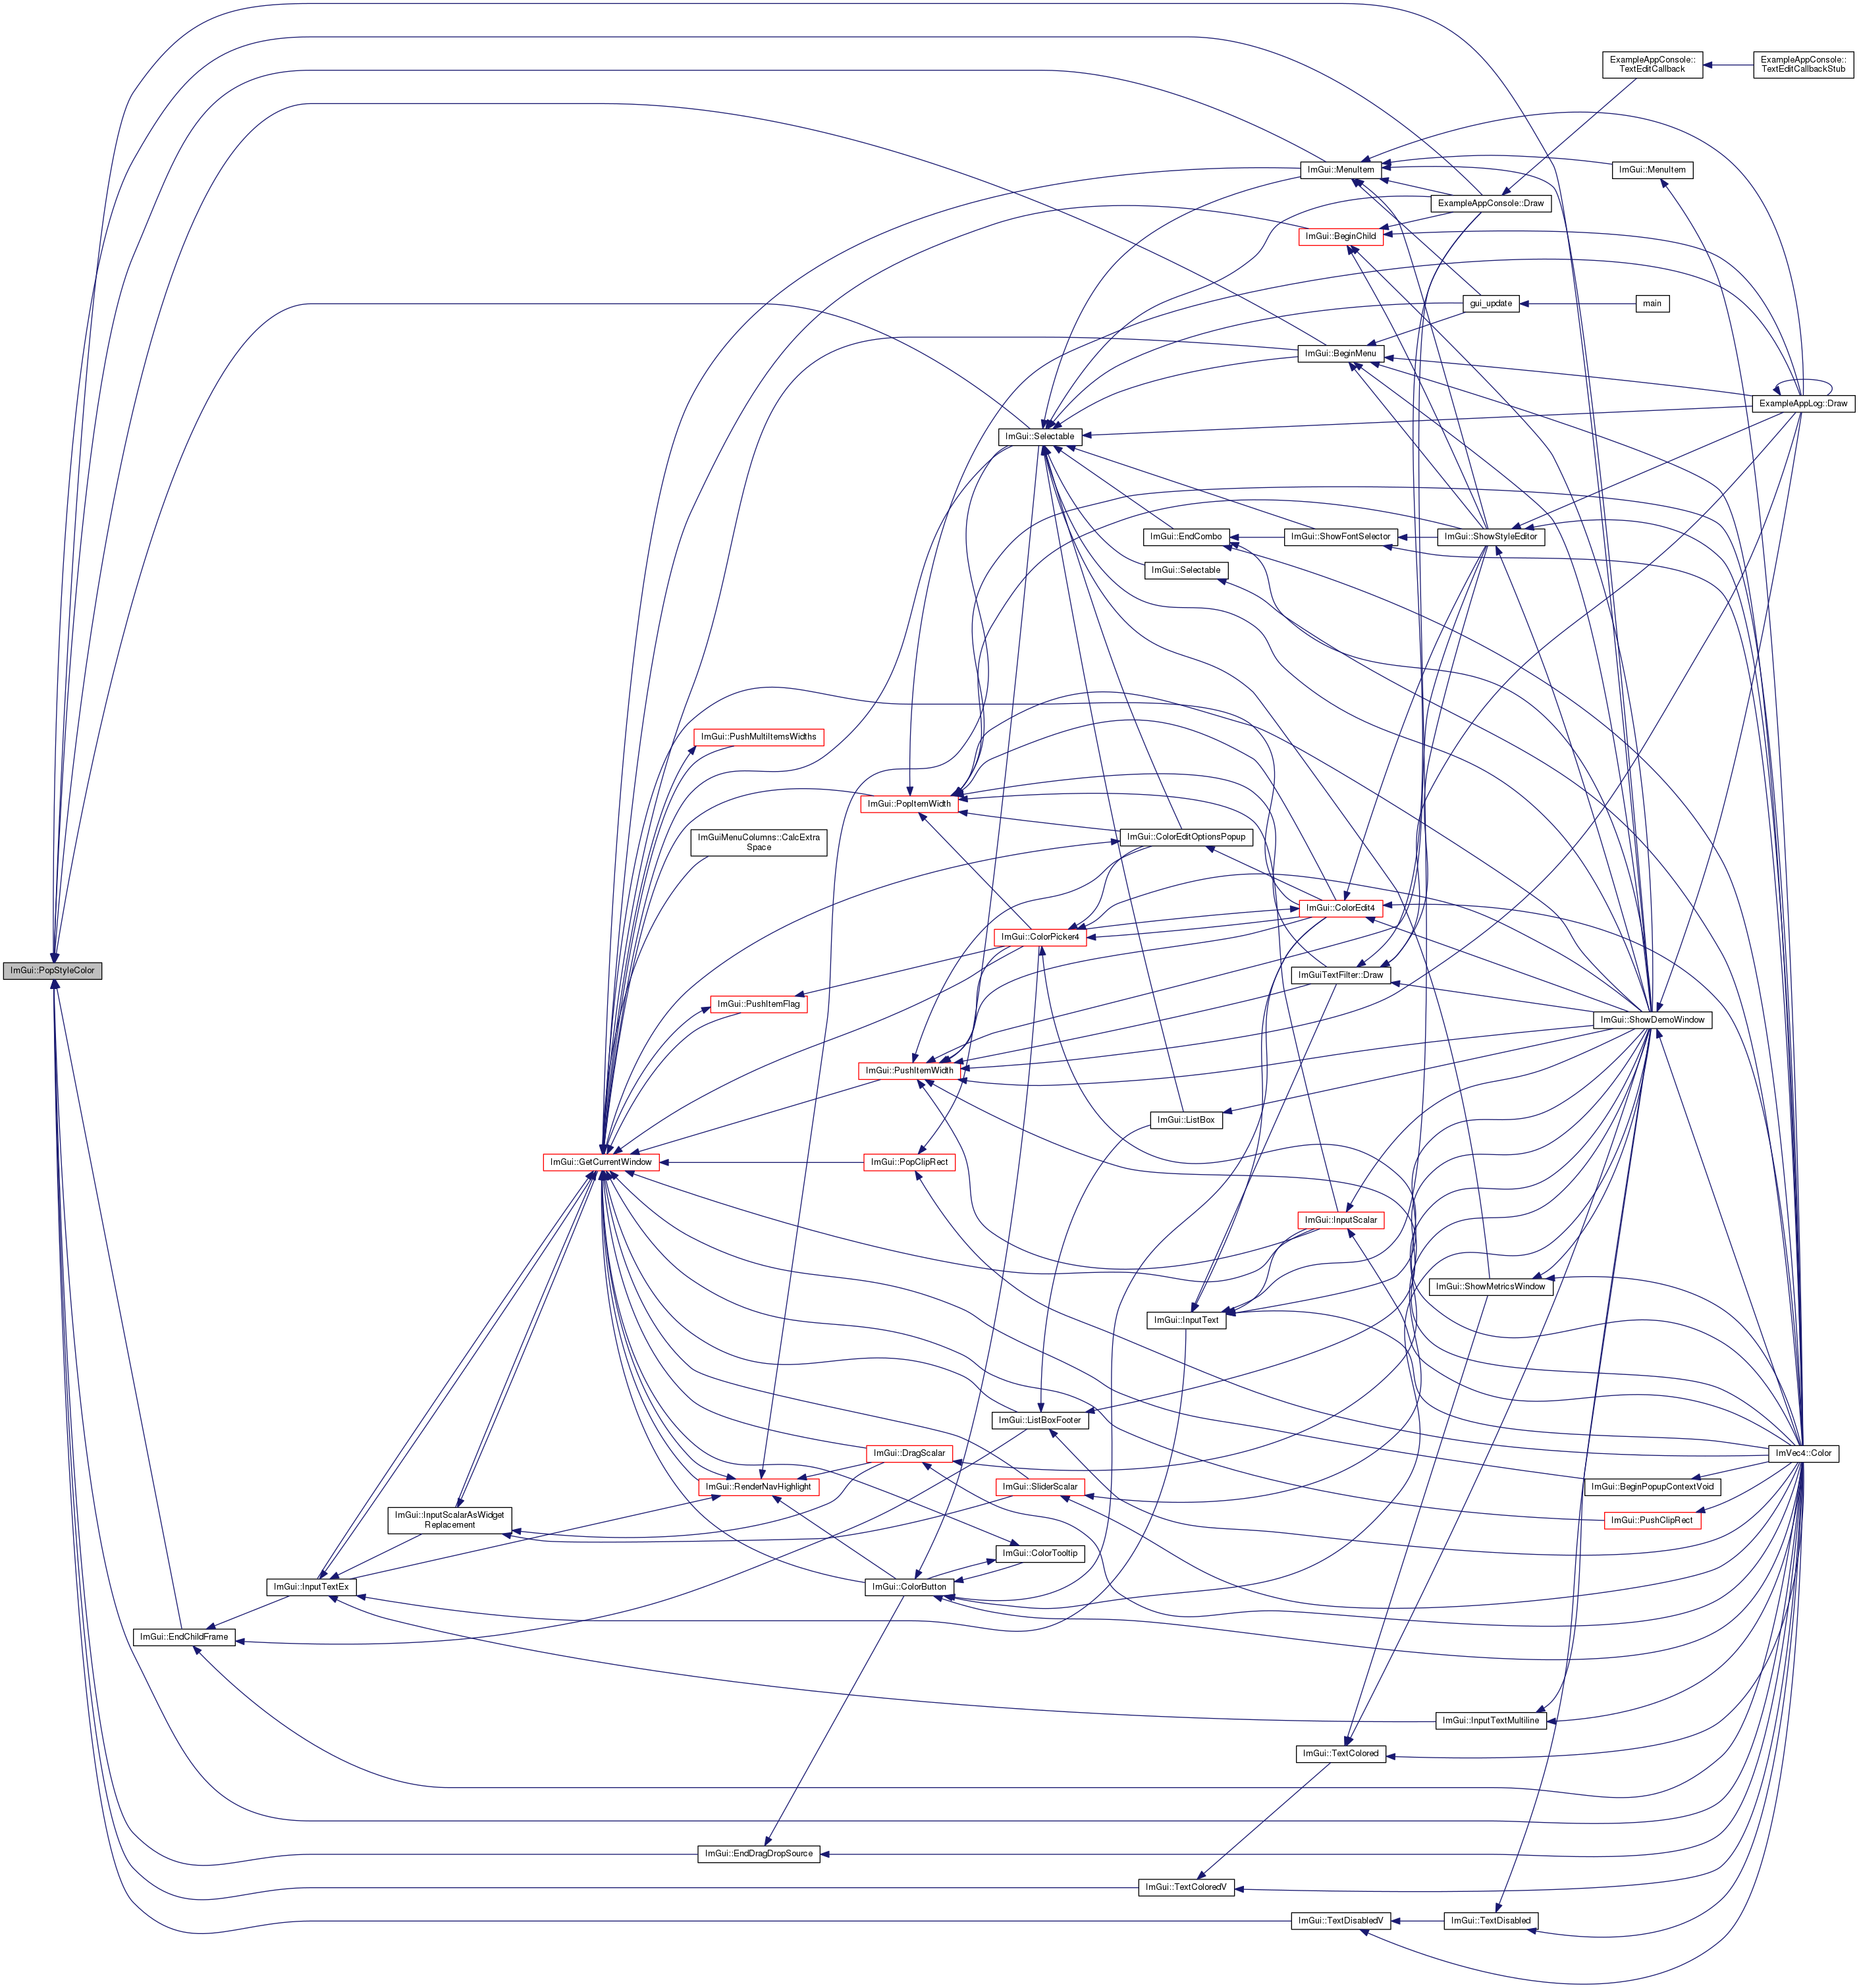 ExampleAppConsole::
TextEditCallback
ExampleAppConsole::
TextEditCallbackStub
ImGui::MenuItem
ImGui::MenuItem
ExampleAppConsole::Draw
ImGui::BeginChild
gui_update
main
ImGui::BeginMenu
ExampleAppLog::Draw
ImGui::Selectable
ImGui::EndCombo
ImGui::ShowFontSelector
ImGui::ShowStyleEditor
ImGui::Selectable
ImGui::PushMultiItemsWidths
ImGui::PopItemWidth
ImGuiMenuColumns::CalcExtra
Space
ImGui::ColorEditOptionsPopup
ImGui::ColorEdit4
ImGui::ColorPicker4
ImGui::PopStyleColor
ImGuiTextFilter::Draw
ImGui::PushItemFlag
ImGui::ShowDemoWindow
ImGui::PushItemWidth
ImGui::ListBox
ImGui::GetCurrentWindow
ImGui::PopClipRect
ImGui::InputScalar
ImGui::ShowMetricsWindow
ImGui::InputText
ImGui::ListBoxFooter
ImGui::DragScalar
ImVec4::Color
ImGui::RenderNavHighlight
ImGui::SliderScalar
ImGui::BeginPopupContextVoid
ImGui::InputScalarAsWidget
Replacement
ImGui::PushClipRect
ImGui::ColorTooltip
ImGui::InputTextEx
ImGui::ColorButton
ImGui::EndChildFrame
ImGui::InputTextMultiline
ImGui::TextColored
ImGui::EndDragDropSource
ImGui::TextColoredV
ImGui::TextDisabledV
ImGui::TextDisabled